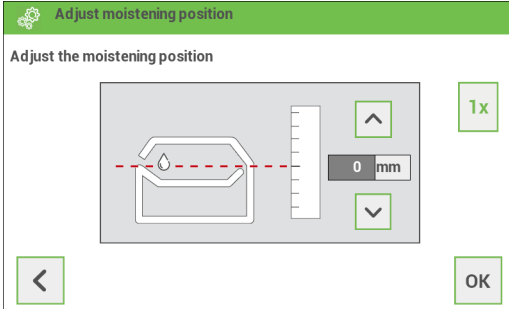 Adjust moistening position
Adjust the moistening position
1x
0 mm
OK